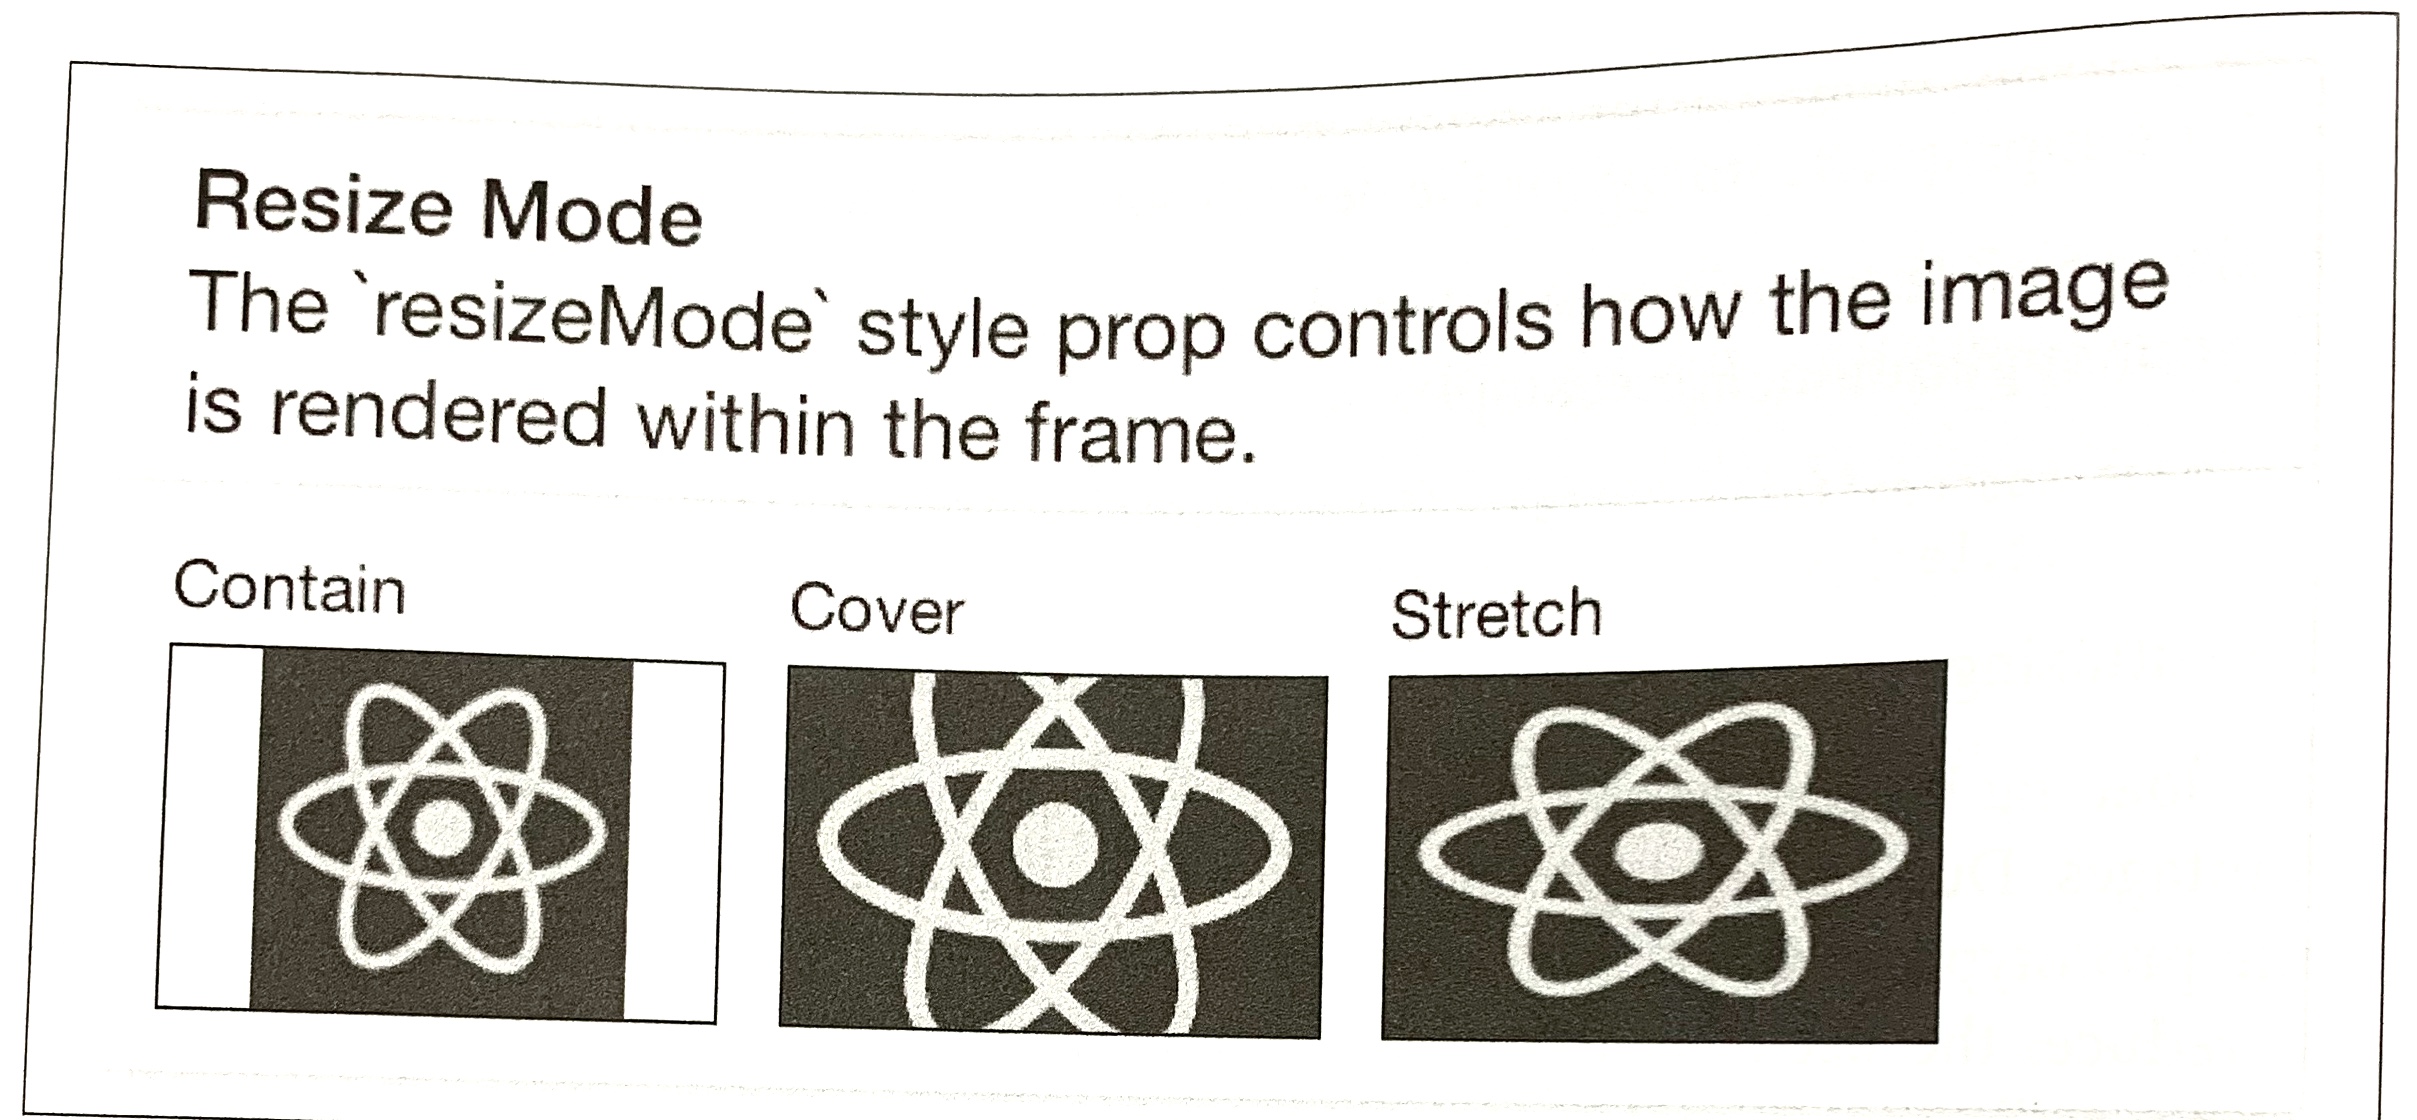 Resize Mode
The `resizeMode` style prop controls how the image
is rendered within the frame.
Contain
Cover
Stretch